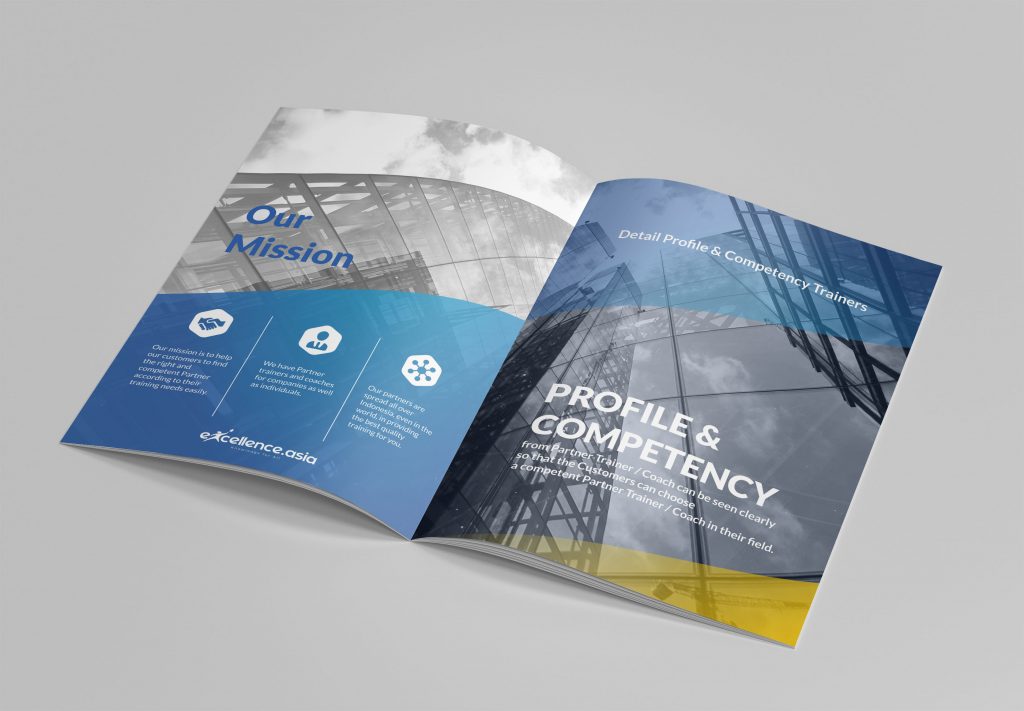 Our
Mission
Our mission is to help
our customers to find
the right and
competent Partner
according to their
training needs easily.
We have Partner
trainers and coaches
for companies as well
as individuals.
Our partners are
spread all over
Indonesia, even in the
world, in providing
the best quality
training for you.
eXcellence.asia
Detail Profile & Competency Trainers
PROFILE &
COMPETENCY
from Partner Trainer / Coach can be seen clearly
so that the Customers can choose
a competent Partner Trainer / Coach in their field.